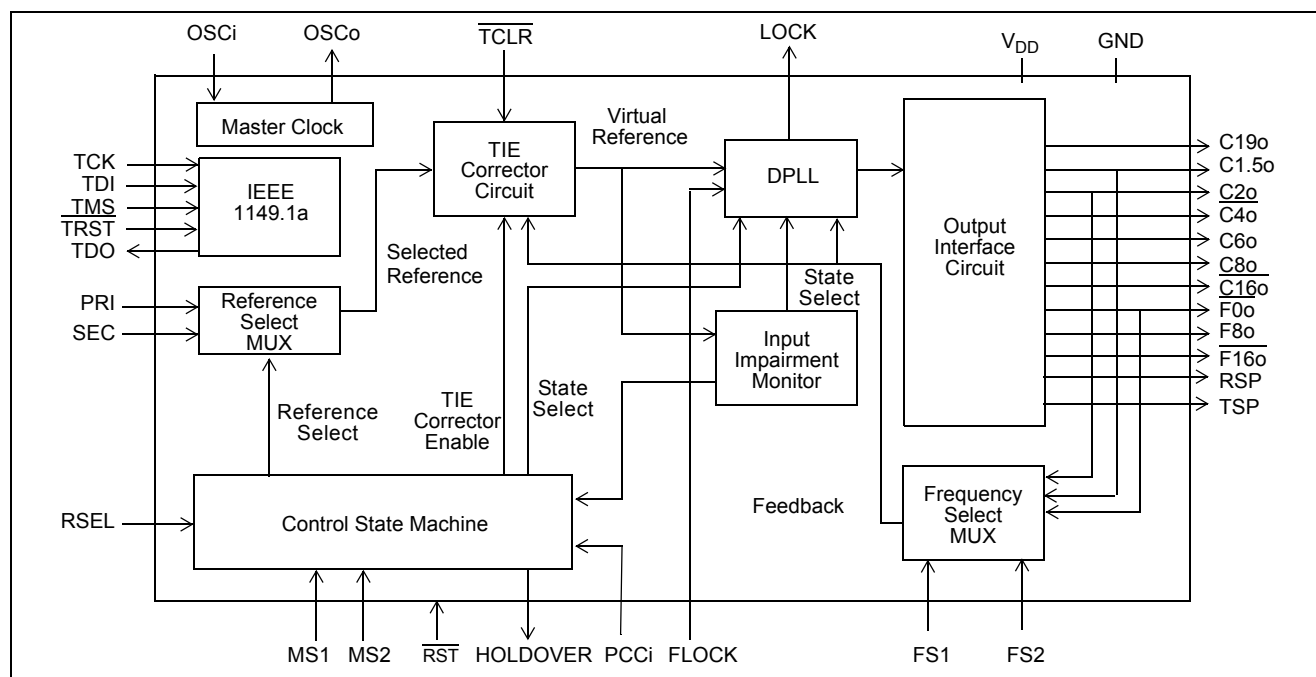 OSCi
OSCo
TCLR
LOCK
VDD
GND
Master Clock
TCK
TDI
TMS
TRST
TDO
IEEE
1149.1a
TIE
Corrector
Circuit
Virtual
Reference
DPLL
Output
Interface
Circuit
C19o
C1.5o
C2o
C4o
C6o
C8o
C16o
F0o
F8o
F16o
RSP
TSP
PRI
SEC
Reference
Select
MUX
Selected
Reference
State
Select
Input
Impairment
Monitor
Reference
Select
TIE
Corrector
Enable
State
Select
RSEL
Control State Machine
Feedback
Frequency
Select
MUX
MS1
MS2
RST
HOLDOVER
PCCi
FLOCK
FS1
FS2